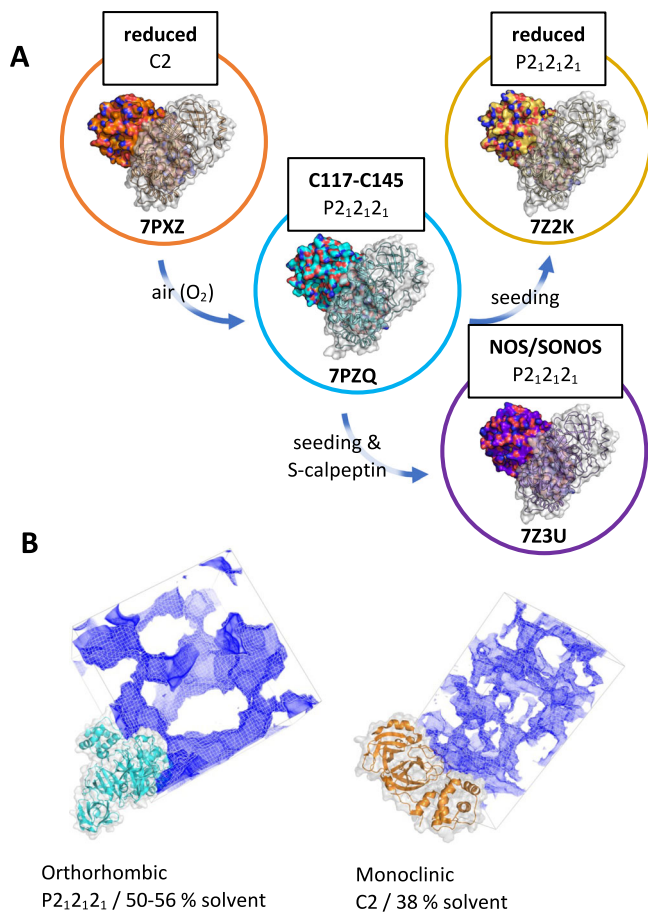 A
reduced
C2
7PXZ
reduced
P2₁2₁2₁
7Z2K
C117-C145
P2₁2₁2₁
7PZQ
air (O₂)
seeding
NOS/SONOS
P2₁2₁2₁
7Z3U
seeding &
S-calpeptin
B
Orthorhombic
P2₁2₁2₁ / 50-56 % solvent
Monoclinic
C2 / 38 % solvent